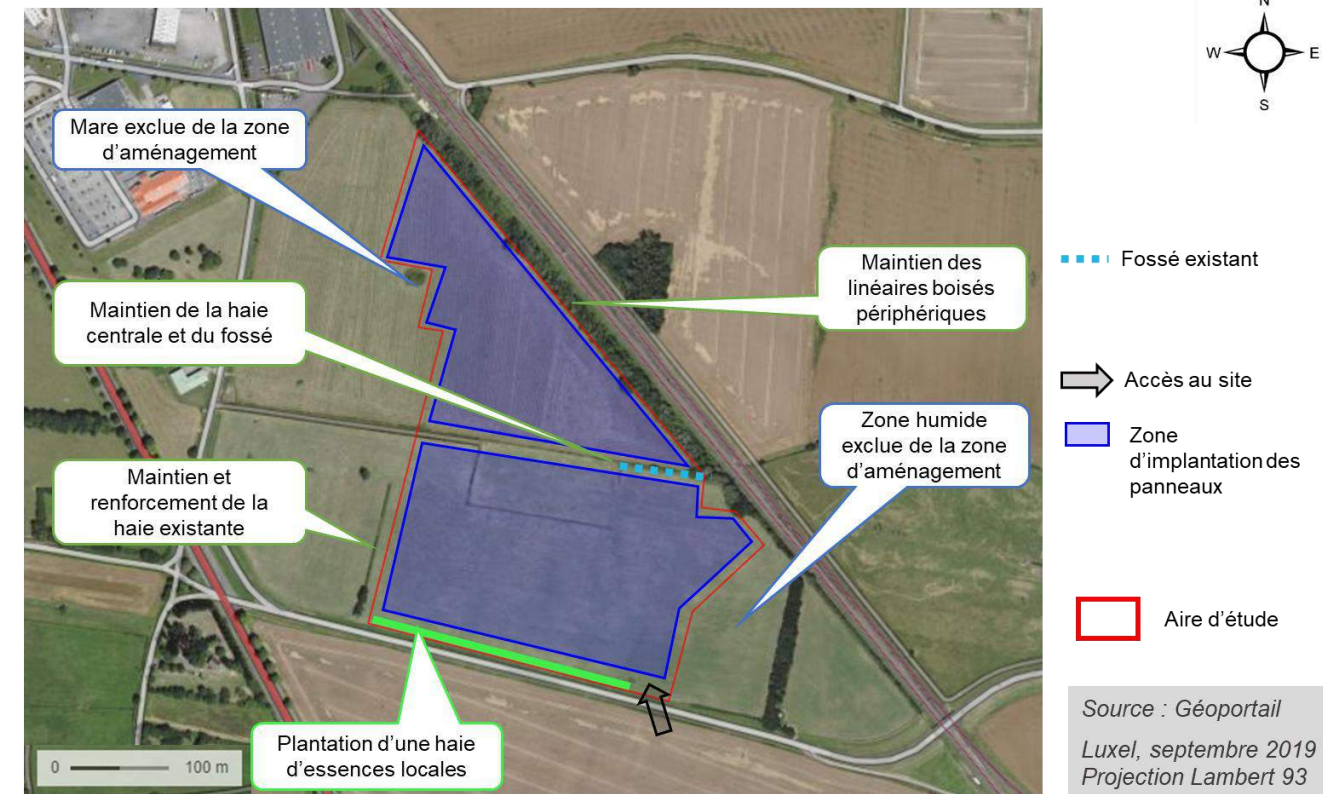 N
W
E
S
Mare exclue de la zone
d'aménagement
Maintien de la haie
centrale et du fossé
Maintien et
renforcement de la
haie existante
Plantation d'une haie
d'essences locales
Maintien des
linéaires boisés
périphériques
Zone humide
exclue de la zone
d'aménagement
0
100 m
Fossé existant
Accès au site
Zone
d'implantation des
panneaux
Aire d'étude
Source : Géoportail
Luxel, septembre 2019
Projection Lambert 93